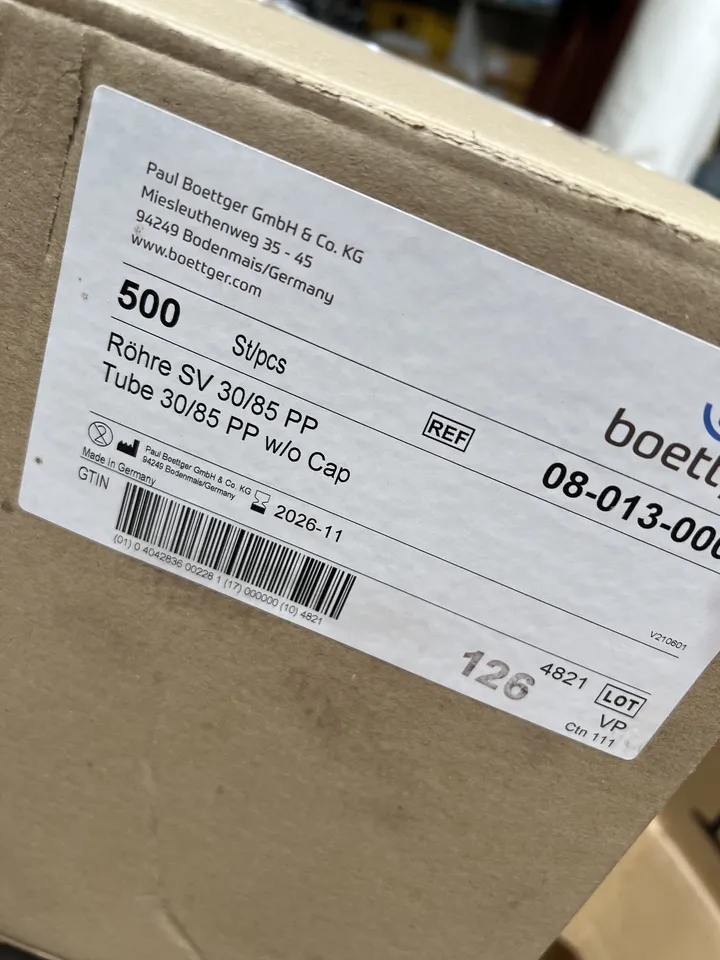 Paul Boettger GmbH & Co. KG
Miesleuthenweg 35 - 45
94249 Bodenmais/Germany
www.boettger.com
500 St/pcs
Röhre SV 30/85 PP
Tube 30/85 PP w/o Cap
REF
boett
08-013-000
Paul Boettger GmbH & Co. KG
94249 Bodenmais/Germany
2026-11
Made in Germany
GTIN
(01) 0 4042836 00228 1 (17) 000000 (10) 4821
V210601
126
4821 LOT
VP
Ctn 111